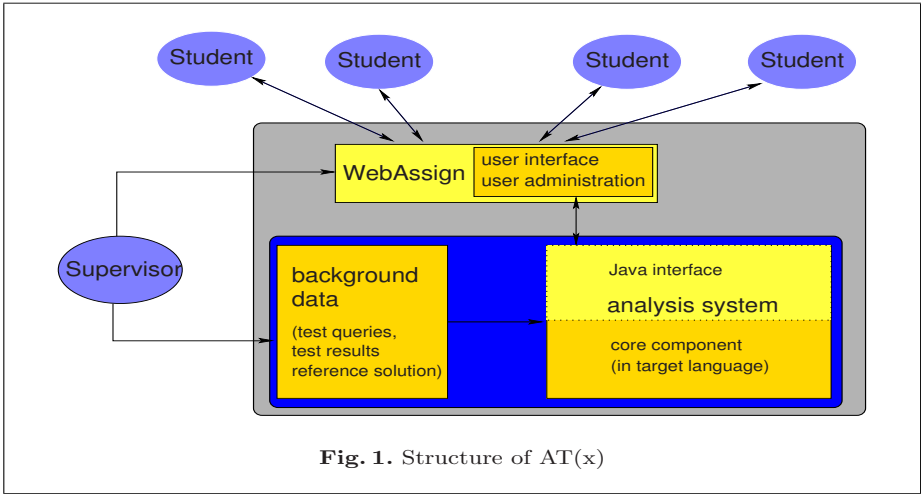 Student
Student
Student
Student
WebAssign
user interface
user administration
Supervisor
background
data
(test queries,
test results
reference solution)
Java interface
analysis system
core component
(in target language)
Fig. 1. Structure of AT(x)